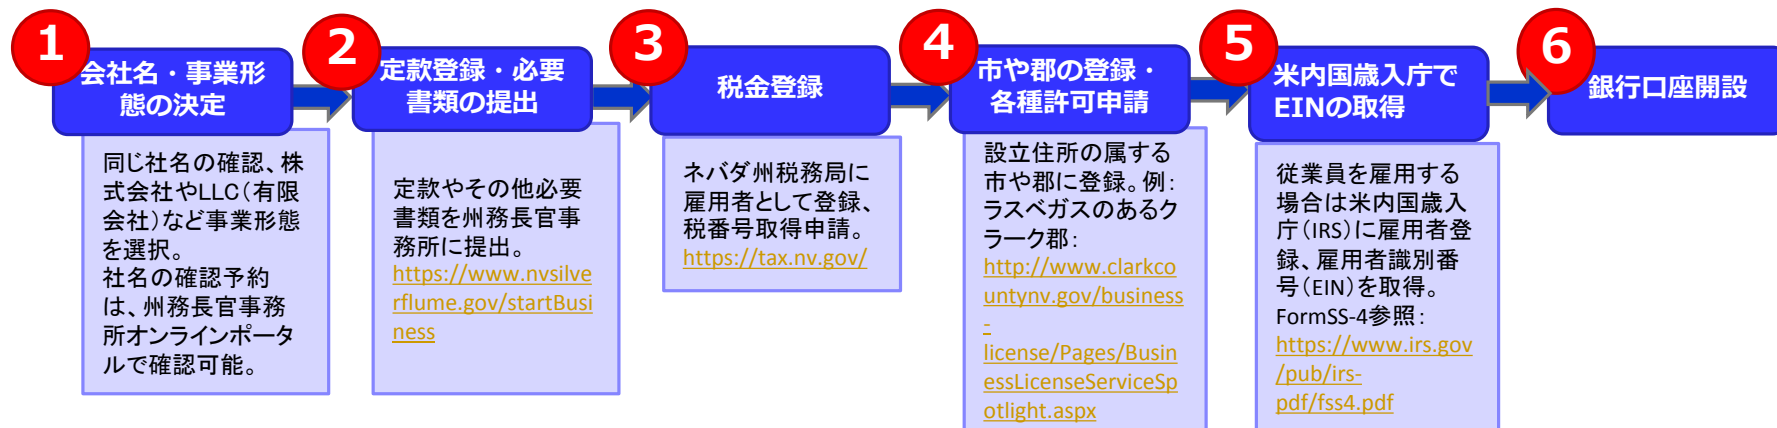 1
会社名・事業形
態の決定
同じ社名の確認、株
式会社やLLC(有限
会社)など事業形態
を選択。
社名の確認予約
は、州務長官事務
所オンラインポータ
ルで確認可能。
2
定款登録・必要
書類の提出
定款やその他必要
書類を州務長官事
務所に提出。
https://www.nvsilve
rflume.gov/startBusi
ness
3
税金登録
ネバダ州税務局に
雇用者として登録、
税番号取得申請。
https://tax.nv.gov/
4
市や郡の登録・
各種許可申請
設立住所の属する
市や郡に登録。例:
ラスベガスのあるク
ラーク郡:
http://www.clarkco
untynv.gov/business
-
license/Pages/Busin
essLicenseServiceSp
otlight.aspx
5
米内国歳入庁で
EINの取得
従業員を雇用する
場合は米内国歳入
庁(IRS)に雇用者登
録、雇用者識別番
号(EIN)を取得。
FormSS-4参照:
https://www.irs.gov
/pub/irs-
pdf/fss4.pdf
6
銀行口座開設